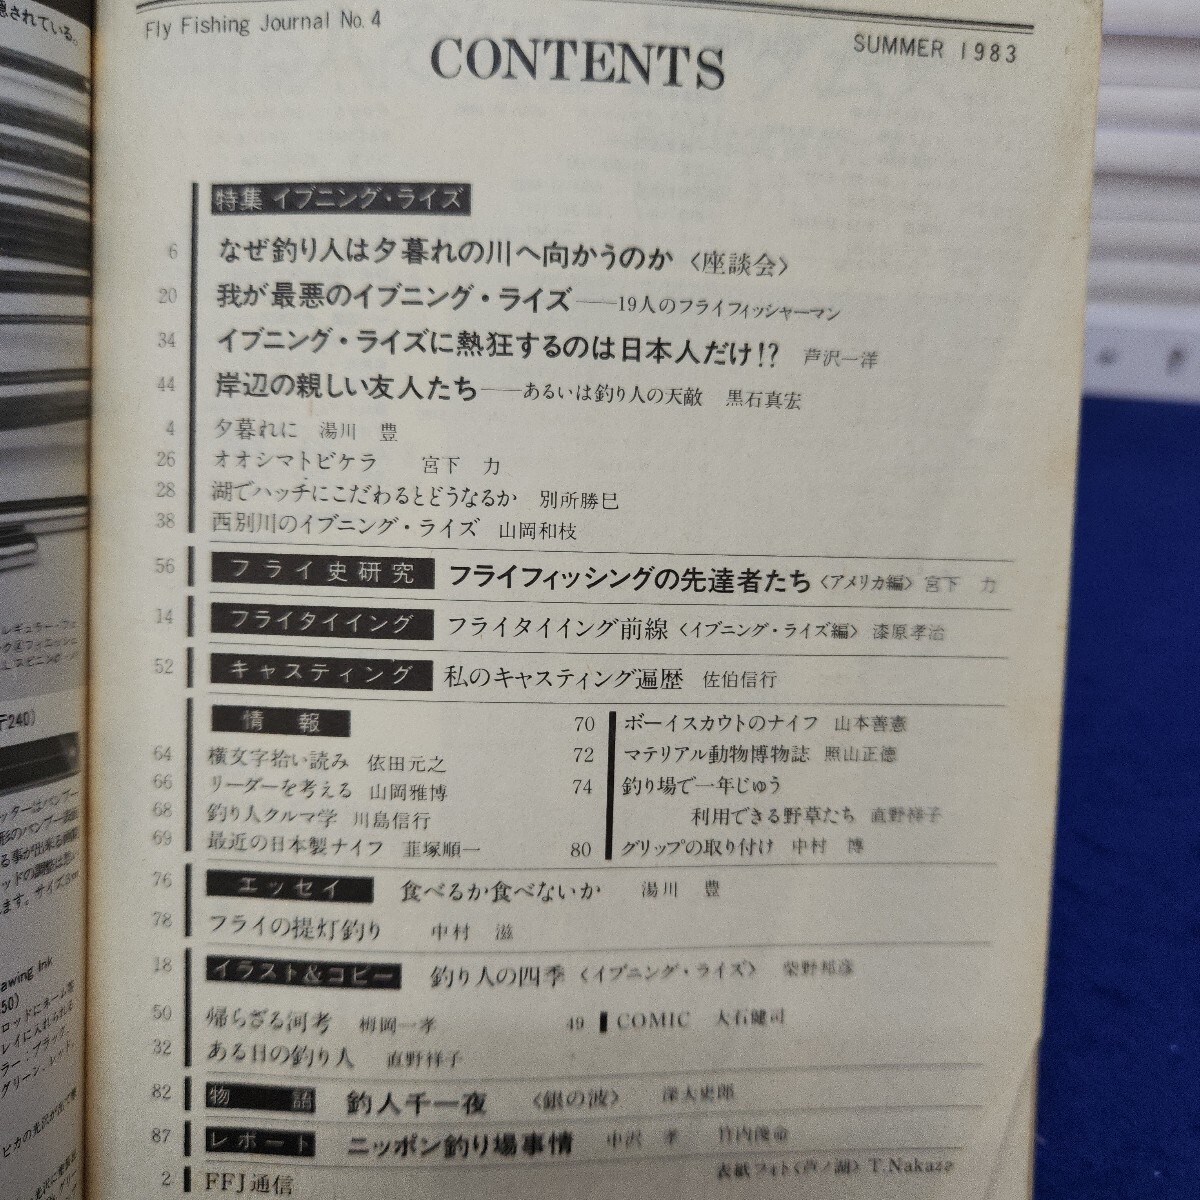 Fly Fishing Journal No. 4
SUMMER 1983
CONTENTS
特集 イブニング・ライズ
6 なぜ釣り人は夕暮れの川へ向かうのか〈座談会〉
20 我が最悪のイブニング・ライズ——19人のフライフィッシャーマン
34 イブニング・ライズに熱狂するのは日本人だけ!? 芦沢一洋
44 岸辺の親しい友人たち——あるいは釣り人の天敵 黒石真宏
4 夕暮れに 湯川 豊
26 オオシマトビケラ 宮下 力
28 湖でハッチにこだわるとどうなるか 別所勝巳
38 西別川のイブニング・ライズ 山岡和枝
56 フライ史研究 フライフィッシングの先達者たち〈アメリカ編〉 宮下 力
14 フライタイイング フライタイイング前線〈イブニング・ライズ編〉 漆原孝治
52 キャスティング 私のキャスティング遍歴 佐伯信行
情報
64 横文字拾い読み 依田元之
66 リーダーを考える 山岡雅博
68 釣り人クルマ学 川島信行
69 最近の日本製ナイフ 韮塚順一
70 ボーイスカウトのナイフ 山本善憲
72 マテリアル動物博物誌 照山正徳
74 釣り場で一年じゅう
利用できる野草たち 直野祥子
80 グリップの取り付け 中村 博
76 エッセイ 食べるか食べないか 湯川 豊
78 フライの提灯釣り 中村 滋
18 イラスト&コピー 釣り人の四季〈イブニング・ライズ〉 柴野邦彦
50 帰らざる河考 栂岡一孝
49 COMIC 大石健司
32 ある日の釣り人 直野祥子
82 物語 釣人千一夜〈銀の波〉
87 レポート ニッポン釣り場事情 中沢 孝
2 FFJ通信
表紙フォト〈芦ノ湖〉 T.Nakaza